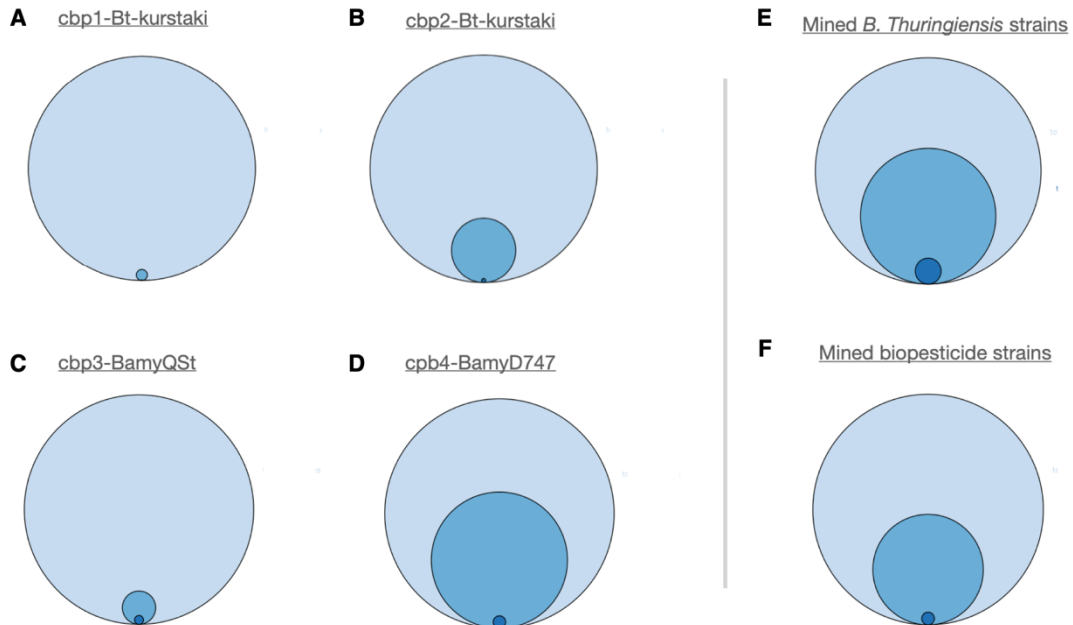 A cbp1-Bt-kurstaki
B cbp2-Bt-kurstaki
E Mined B. Thuringiensis strains
C cbp3-BamyQSt
D cpb4-BamyD747
F Mined biopesticide strains